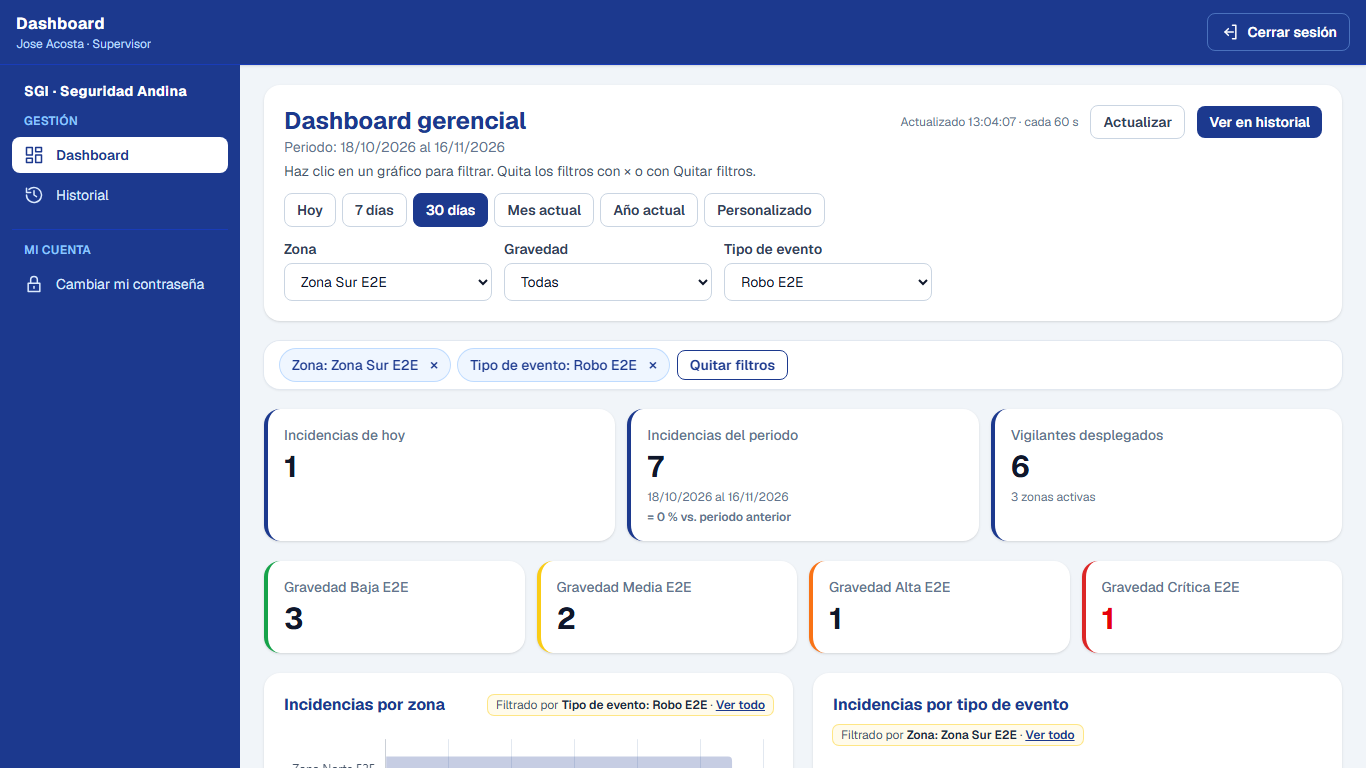 Dashboard
Jose Acosta · Supervisor
Cerrar sesión
SGI · Seguridad Andina
GESTIÓN
Dashboard
Historial
MI CUENTA
Cambiar mi contraseña
Dashboard gerencial
Actualizado 13:04:07 · cada 60 s
Actualizar
Ver en historial
Periodo: 18/10/2026 al 16/11/2026
Haz clic en un gráfico para filtrar. Quita los filtros con × o con Quitar filtros.
Hoy
7 días
30 días
Mes actual
Año actual
Personalizado
Zona
Gravedad
Tipo de evento
Zona Sur E2E
Todas
Robo E2E
Zona: Zona Sur E2E ×
Tipo de evento: Robo E2E ×
Quitar filtros
Incidencias de hoy
1
Incidencias del periodo
7
18/10/2026 al 16/11/2026
= 0 % vs. periodo anterior
Vigilantes desplegados
6
3 zonas activas
Gravedad Baja E2E
3
Gravedad Media E2E
2
Gravedad Alta E2E
1
Gravedad Crítica E2E
1
Incidencias por zona
Filtrado por Tipo de evento: Robo E2E · Ver todo
Zona Norte E2E
Incidencias por tipo de evento
Filtrado por Zona: Zona Sur E2E · Ver todo